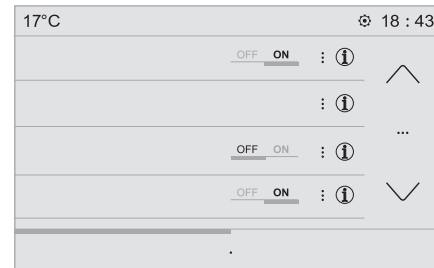 17°C 18 : 43
OFF ON : i
: i
...
OFF ON : i
OFF ON : i
.